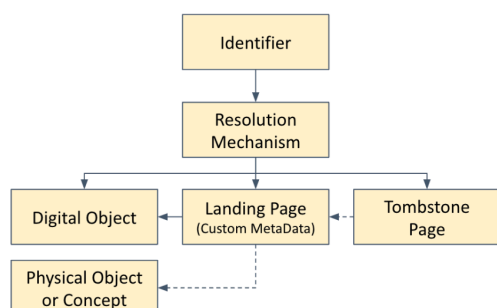 Identifier
Resolution
Mechanism
Digital Object
Landing Page
(Custom MetaData)
Tombstone
Page
Physical Object
or Concept